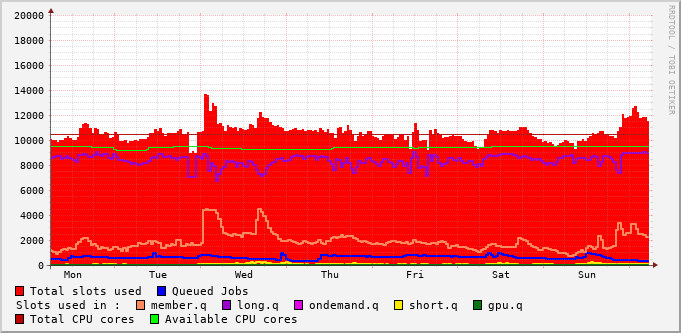 20000
18000
16000
14000
12000
10000
8000
6000
4000
2000
0
Mon Tue Wed Thu Fri Sat Sun
Total slots used Queued Jobs
Slots used in : member.q long.q ondemand.q short.q gpu.q
Total CPU cores Available CPU cores
RRDTOOL / TOBI OETIKER